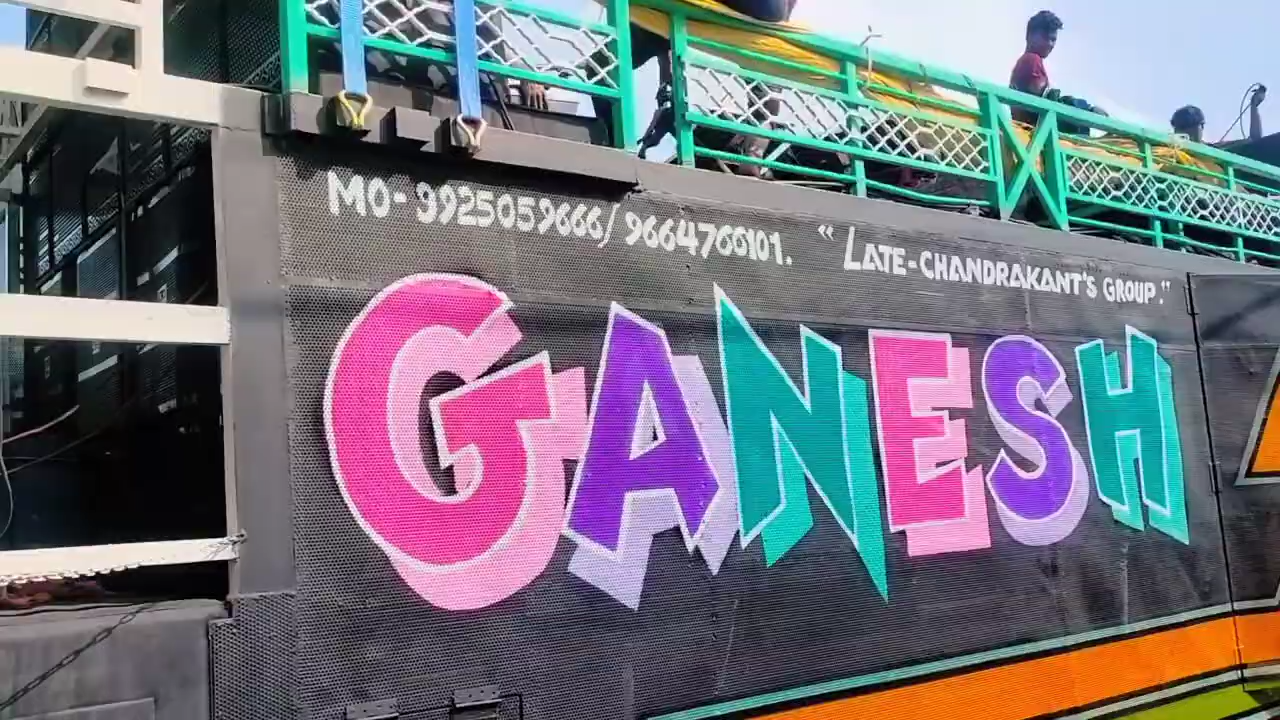 MO- 9925059666/ 9664766101. “ LATE-CHANDRAKANT'S GROUP.”
GANESH